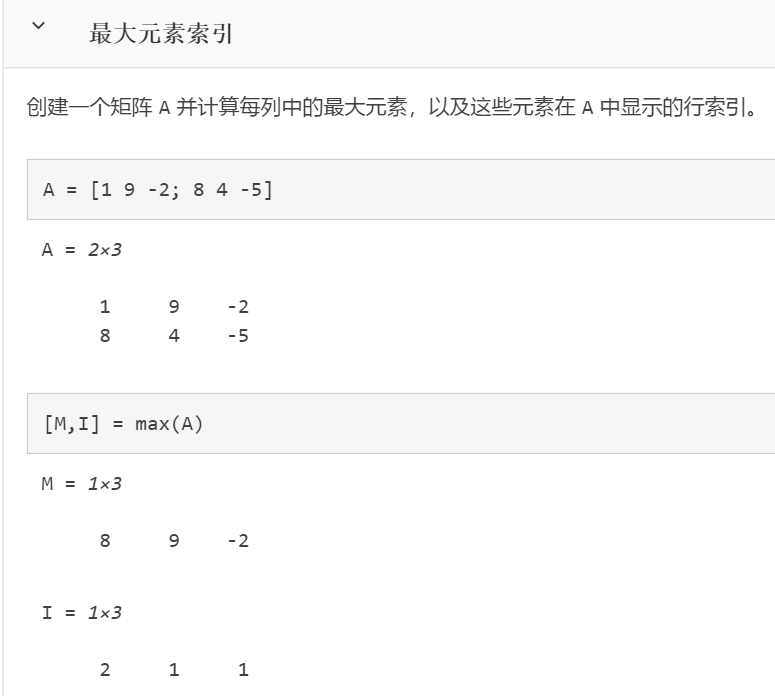 最大元素索引
创建一个矩阵 A 并计算每列中的最大元素，以及这些元素在 A 中显示的行索引。
A = [1 9 -2; 8 4 -5]
A = 2×3
1 9 -2
8 4 -5
[M,I] = max(A)
M = 1×3
8 9 -2
I = 1×3
2 1 1